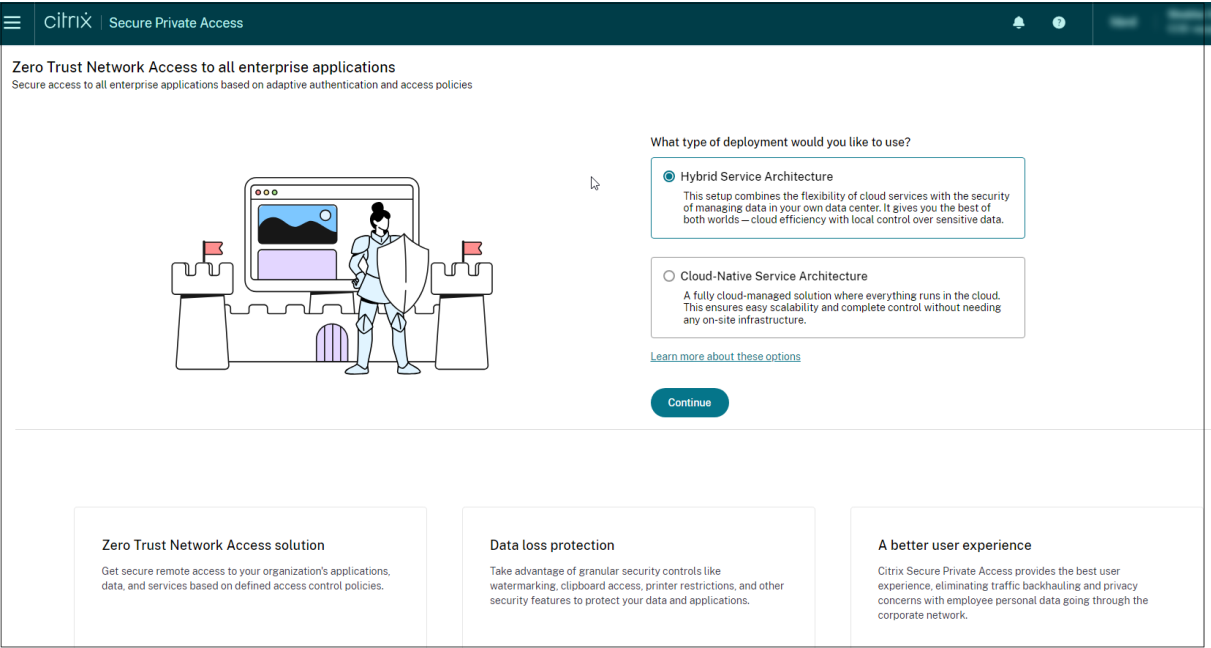 citrix | Secure Private Access
Zero Trust Network Access to all enterprise applications
Secure access to all enterprise applications based on adaptive authentication and access policies
What type of deployment would you like to use?
Hybrid Service Architecture
This setup combines the flexibility of cloud services with the security
of managing data in your own data center. It gives you the best of
both worlds — cloud efficiency with local control over sensitive data.
Cloud-Native Service Architecture
A fully cloud-managed solution where everything runs in the cloud.
This ensures easy scalability and complete control without needing
any on-site infrastructure.
Learn more about these options
Continue
Zero Trust Network Access solution
Get secure remote access to your organization's applications,
data, and services based on defined access control policies.
Data loss protection
Take advantage of granular security controls like
watermarking, clipboard access, printer restrictions, and other
security features to protect your data and applications.
A better user experience
Citrix Secure Private Access provides the best user
experience, eliminating traffic backhauling and privacy
concerns with employee personal data going through the
corporate network.